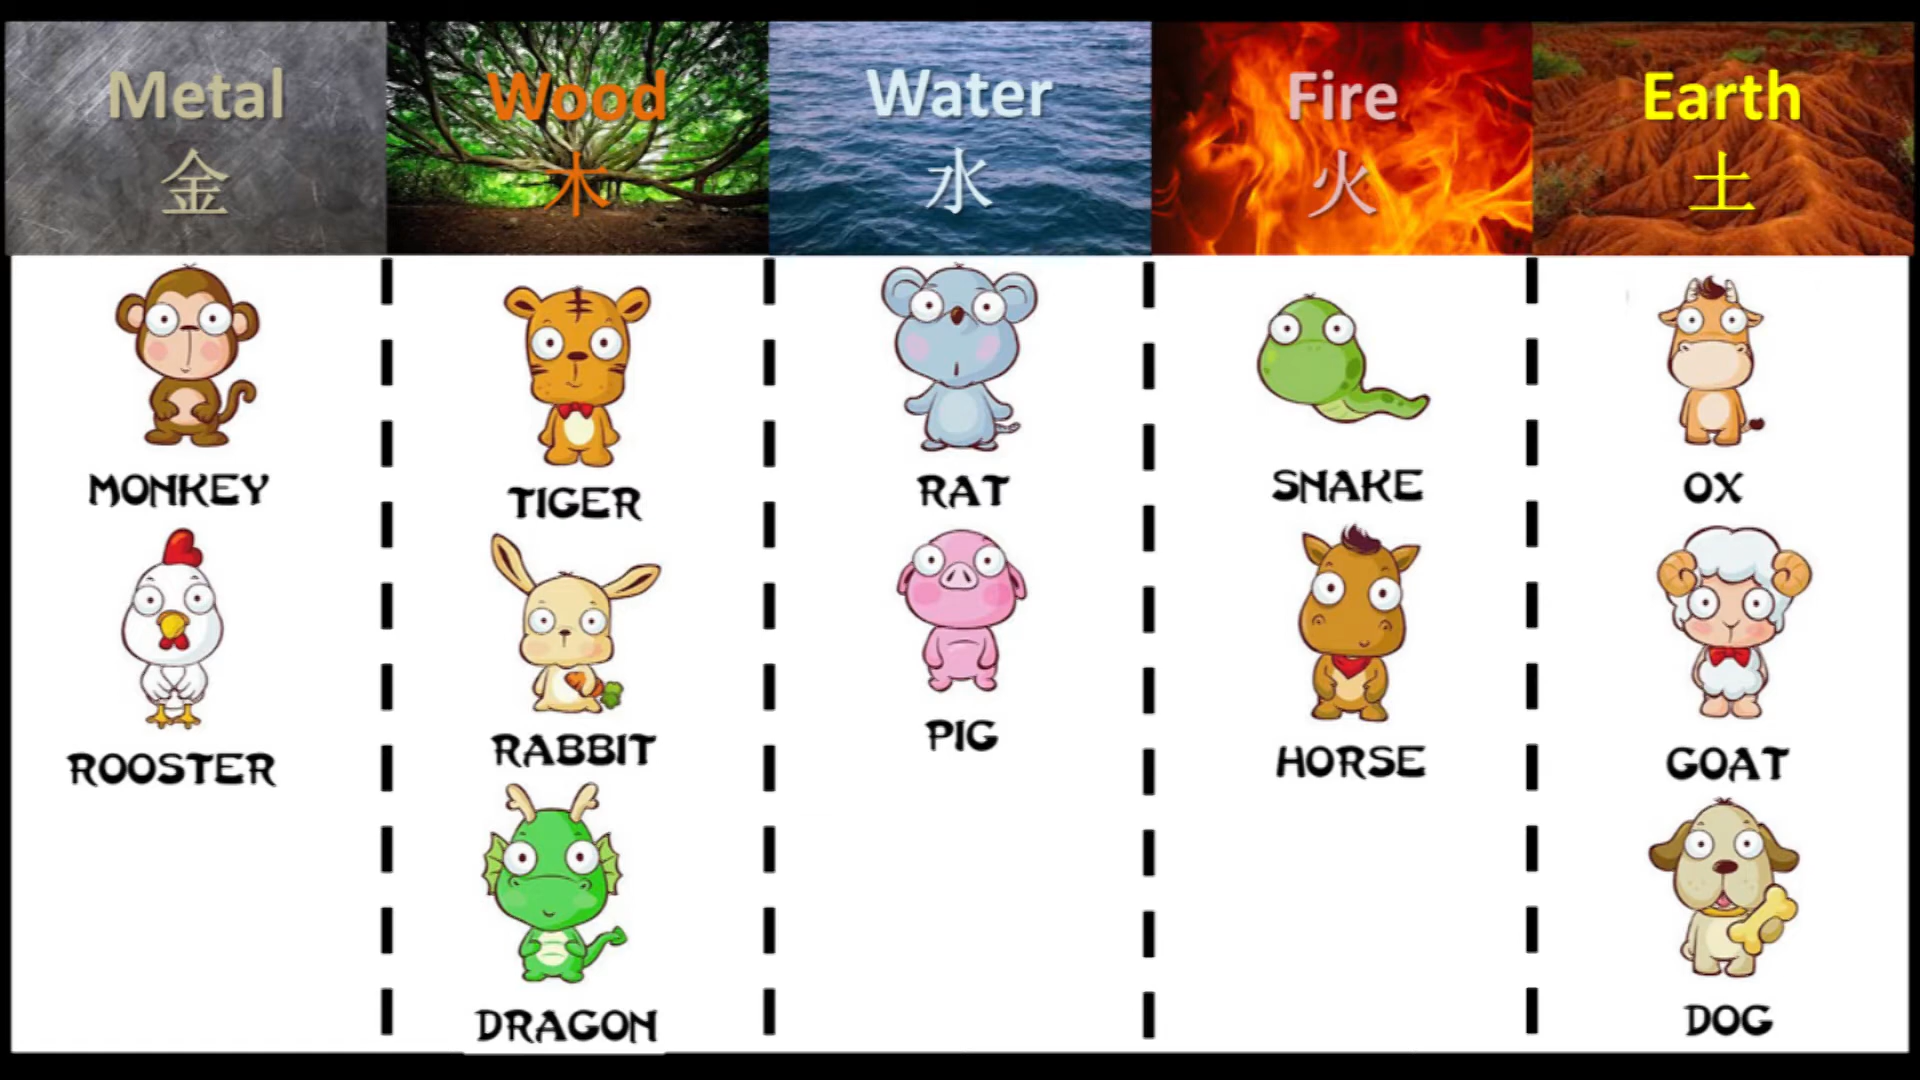 Metal
金
Wood
木
Water
水
Fire
火
Earth
土
MONKEY
TIGER
RAT
SNAKE
OX
ROOSTER
RABBIT
PIG
HORSE
GOAT
DRAGON
DOG